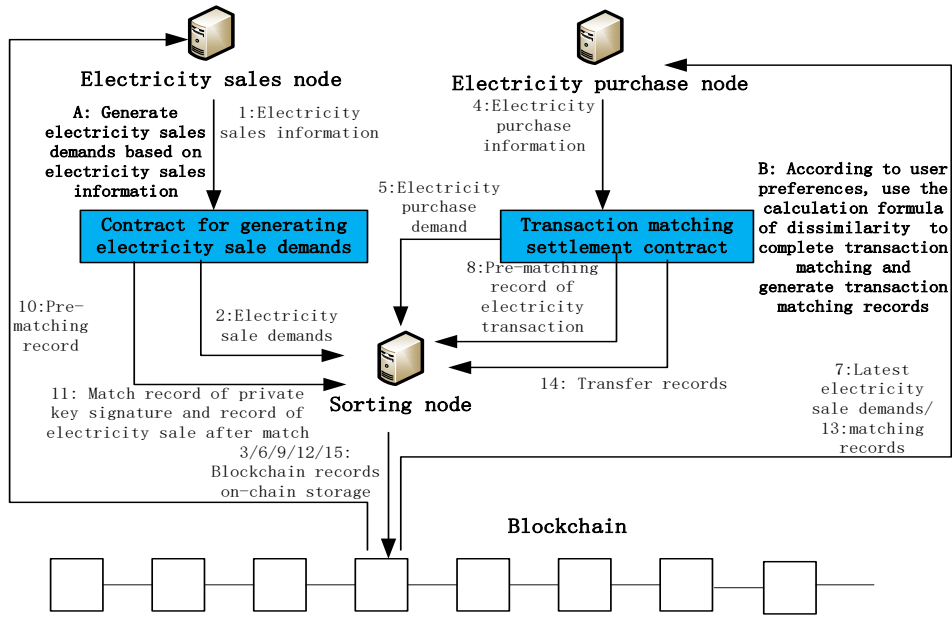 Electricity sales node
Electricity purchase node
A: Generate
electricity sales
demands based on
electricity sales
information
1:Electricity
sales information
4:Electricity
purchase
information
5:Electricity
purchase
demand
B: According to user
preferences, use the
calculation formula
of dissimilarity to
complete transaction
matching and
generate transaction
matching records
Contract for generating
electricity sale demands
Transaction matching
settlement contract
10:Pre-
matching
record
2:Electricity
sale demands
8:Pre-matching
record of
electricity
transaction
11: Match record of private
key signature and record of
electricity sale after match
Sorting node
14: Transfer records
7:Latest
electricity
sale demands/
13:matching
records
3/6/9/12/15:
Blockchain records
on-chain storage
Blockchain